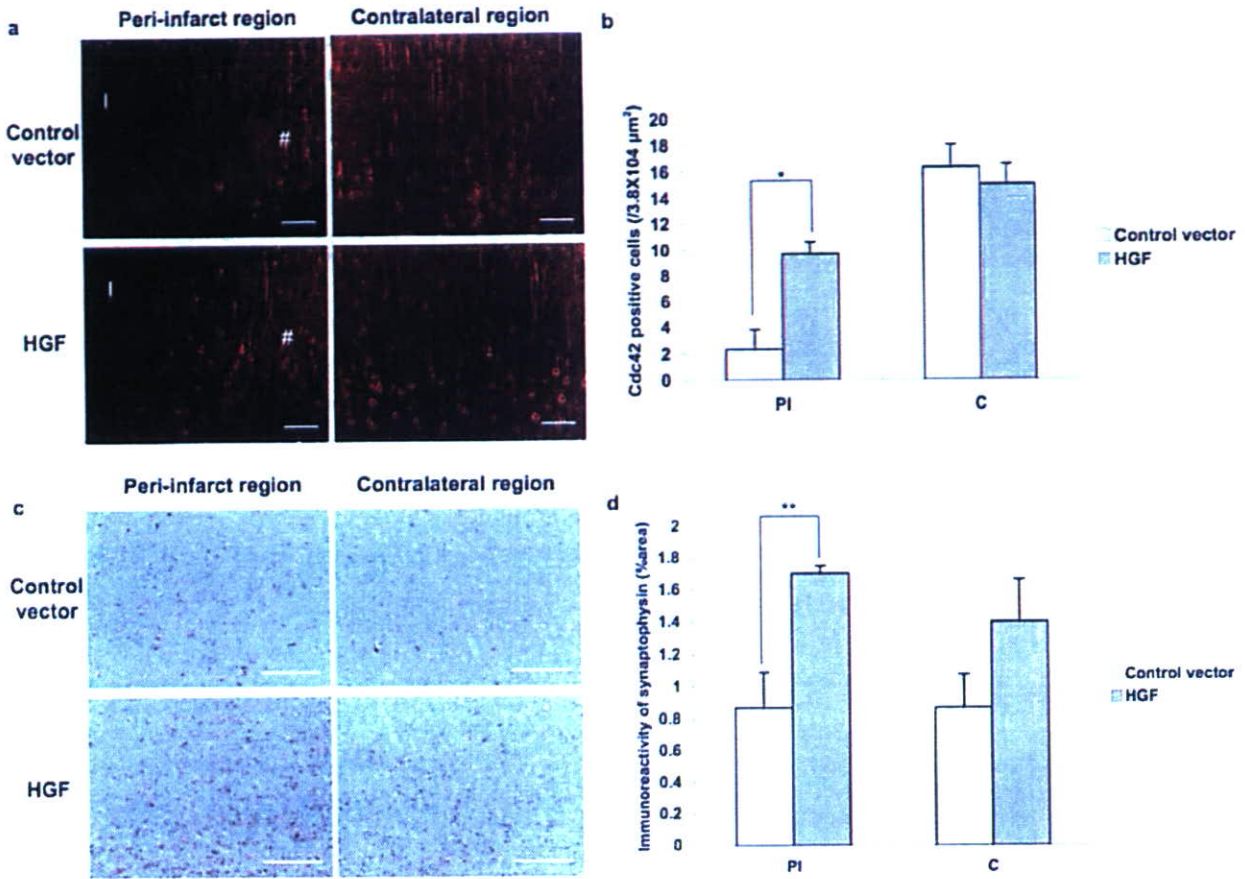 a
Peri-infarct region
Contralateral region
Control
vector
I
#
HGF
I
#
b
Cdc42 positive cells (/3.8X104 µm²)
20
18
16
14
12
10
8
6
4
2
0
*
PI
C
Control vector
HGF
c
Peri-infarct region
Contralateral region
Control
vector
HGF
d
Immunoreactivity of synaptophysin (%area)
2
1.8
1.6
1.4
1.2
1
0.8
0.6
0.4
0.2
0
**
PI
C
Control vector
HGF